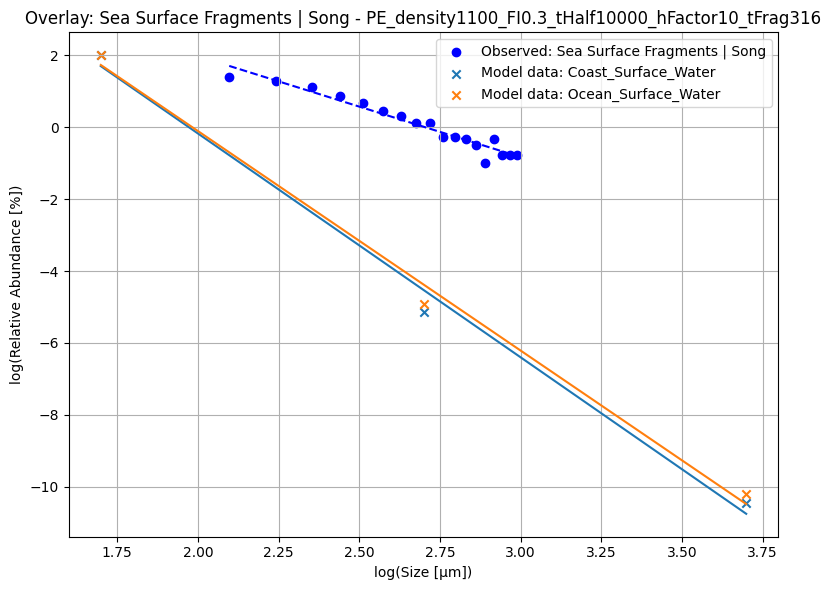 Overlay: Sea Surface Fragments | Song - PE_density1100_FI0.3_tHalf10000_hFactor10_tFrag316
Observed: Sea Surface Fragments | Song
Model data: Coast_Surface_Water
Model data: Ocean_Surface_Water
log(Relative Abundance [%])
2
0
−2
−4
−6
−8
−10
1.75
2.00
2.25
2.50
2.75
3.00
3.25
3.50
3.75
log(Size [µm])